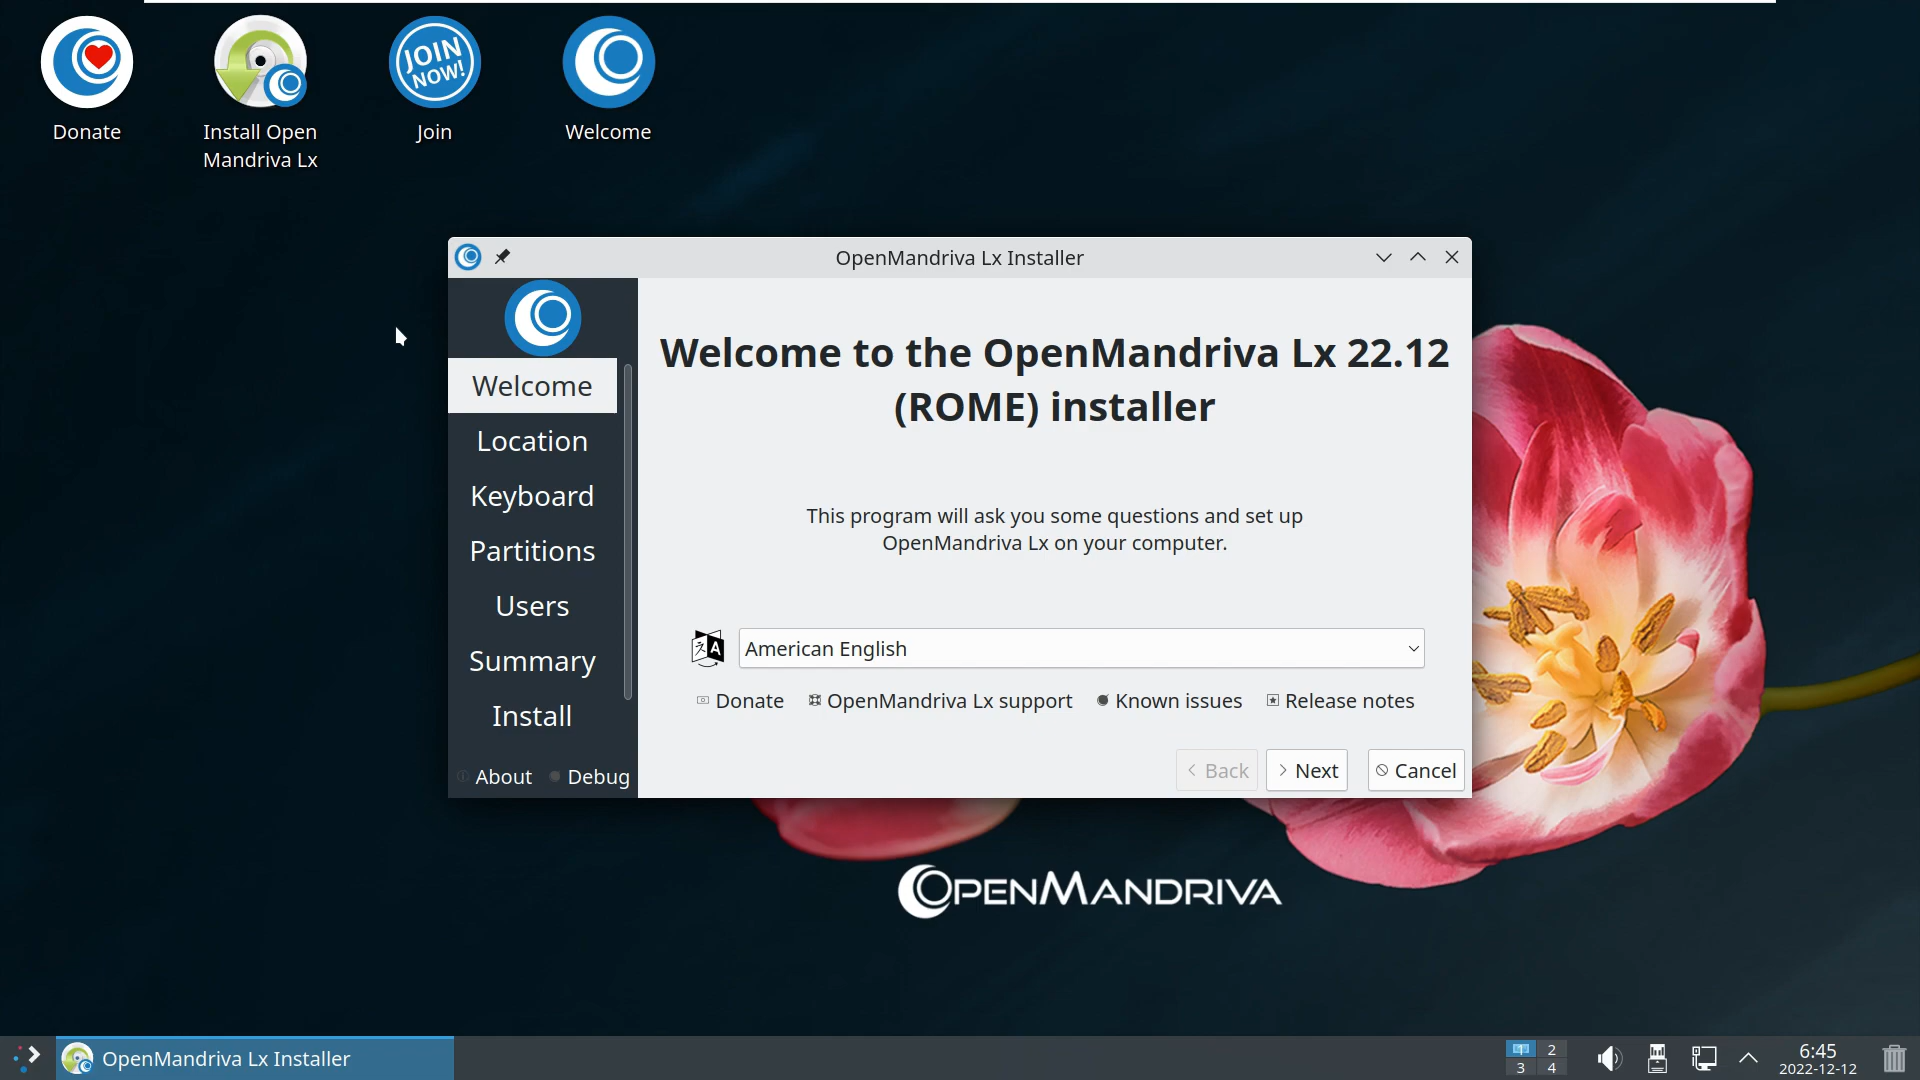 Donate
Install Open
Mandriva Lx
JOIN
NOW!
Join
Welcome
OpenMandriva Lx Installer
Welcome
Location
Keyboard
Partitions
Users
Summary
Install
About
Debug
Welcome to the OpenMandriva Lx 22.12
(ROME) installer
This program will ask you some questions and set up
OpenMandriva Lx on your computer.
American English
Donate
OpenMandriva Lx support
Known issues
Release notes
Back
Next
Cancel
OPENMANDRIVA
OpenMandriva Lx Installer
1 2
3 4
6:45
2022-12-12